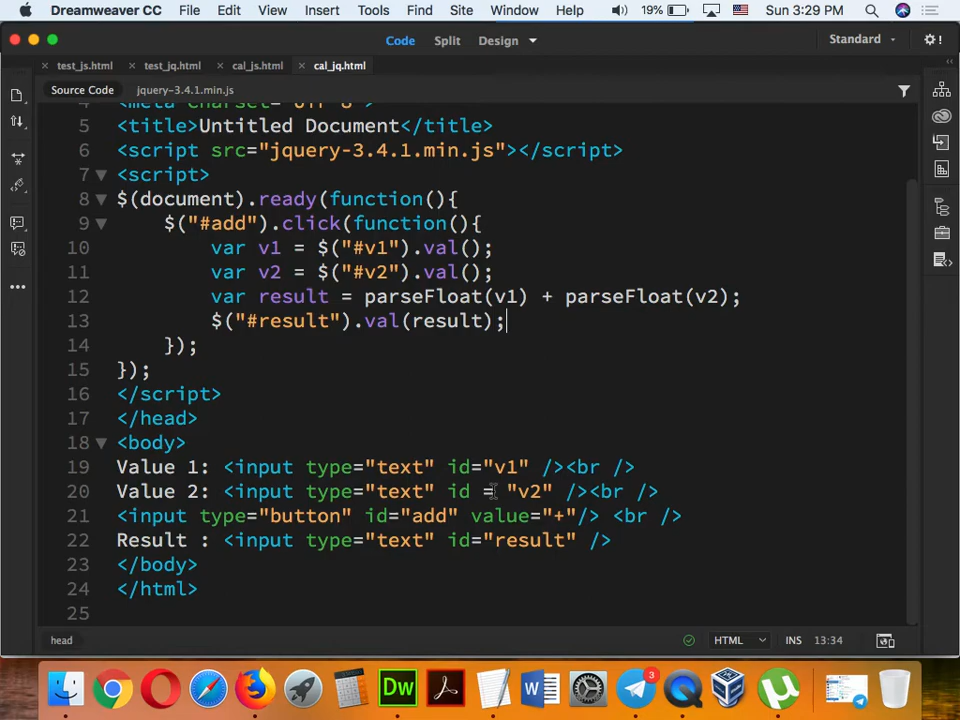 Dreamweaver CC File Edit View Insert Tools Find Site Window Help 19% Sun 3:29 PM
Code Split Design Standard
test_js.html test_jq.html cal_js.html cal_jq.html
Source Code jquery-3.4.1.min.js
4 <meta charset="utf-8">
5 <title>Untitled Document</title>
6 <script src="jquery-3.4.1.min.js"></script>
7 <script>
8 $(document).ready(function(){
9 $("#add").click(function(){
10 var v1 = $("#v1").val();
11 var v2 = $("#v2").val();
12 var result = parseFloat(v1) + parseFloat(v2);
13 $("#result").val(result);
14 });
15 });
16 </script>
17 </head>
18 <body>
19 Value 1: <input type="text" id="v1" /><br />
20 Value 2: <input type="text" id = "v2" /><br />
21 <input type="button" id="add" value="+"/> <br />
22 Result : <input type="text" id="result" />
23 </body>
24 </html>
25
head HTML INS 13:34
Dw W 3 µ